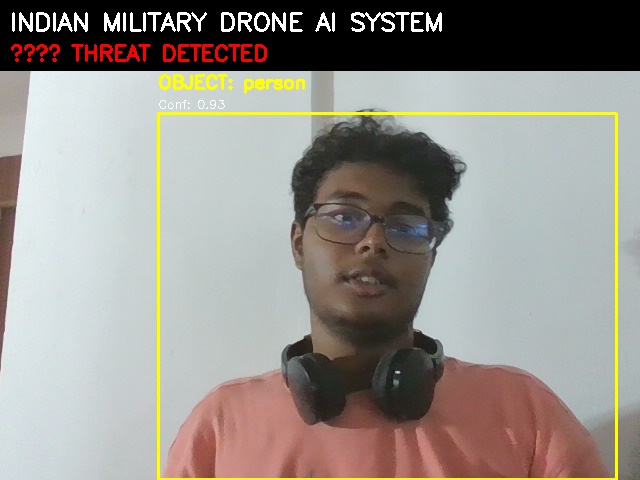 INDIAN MILITARY DRONE AI SYSTEM
???? THREAT DETECTED
OBJECT: person
Conf: 0.93